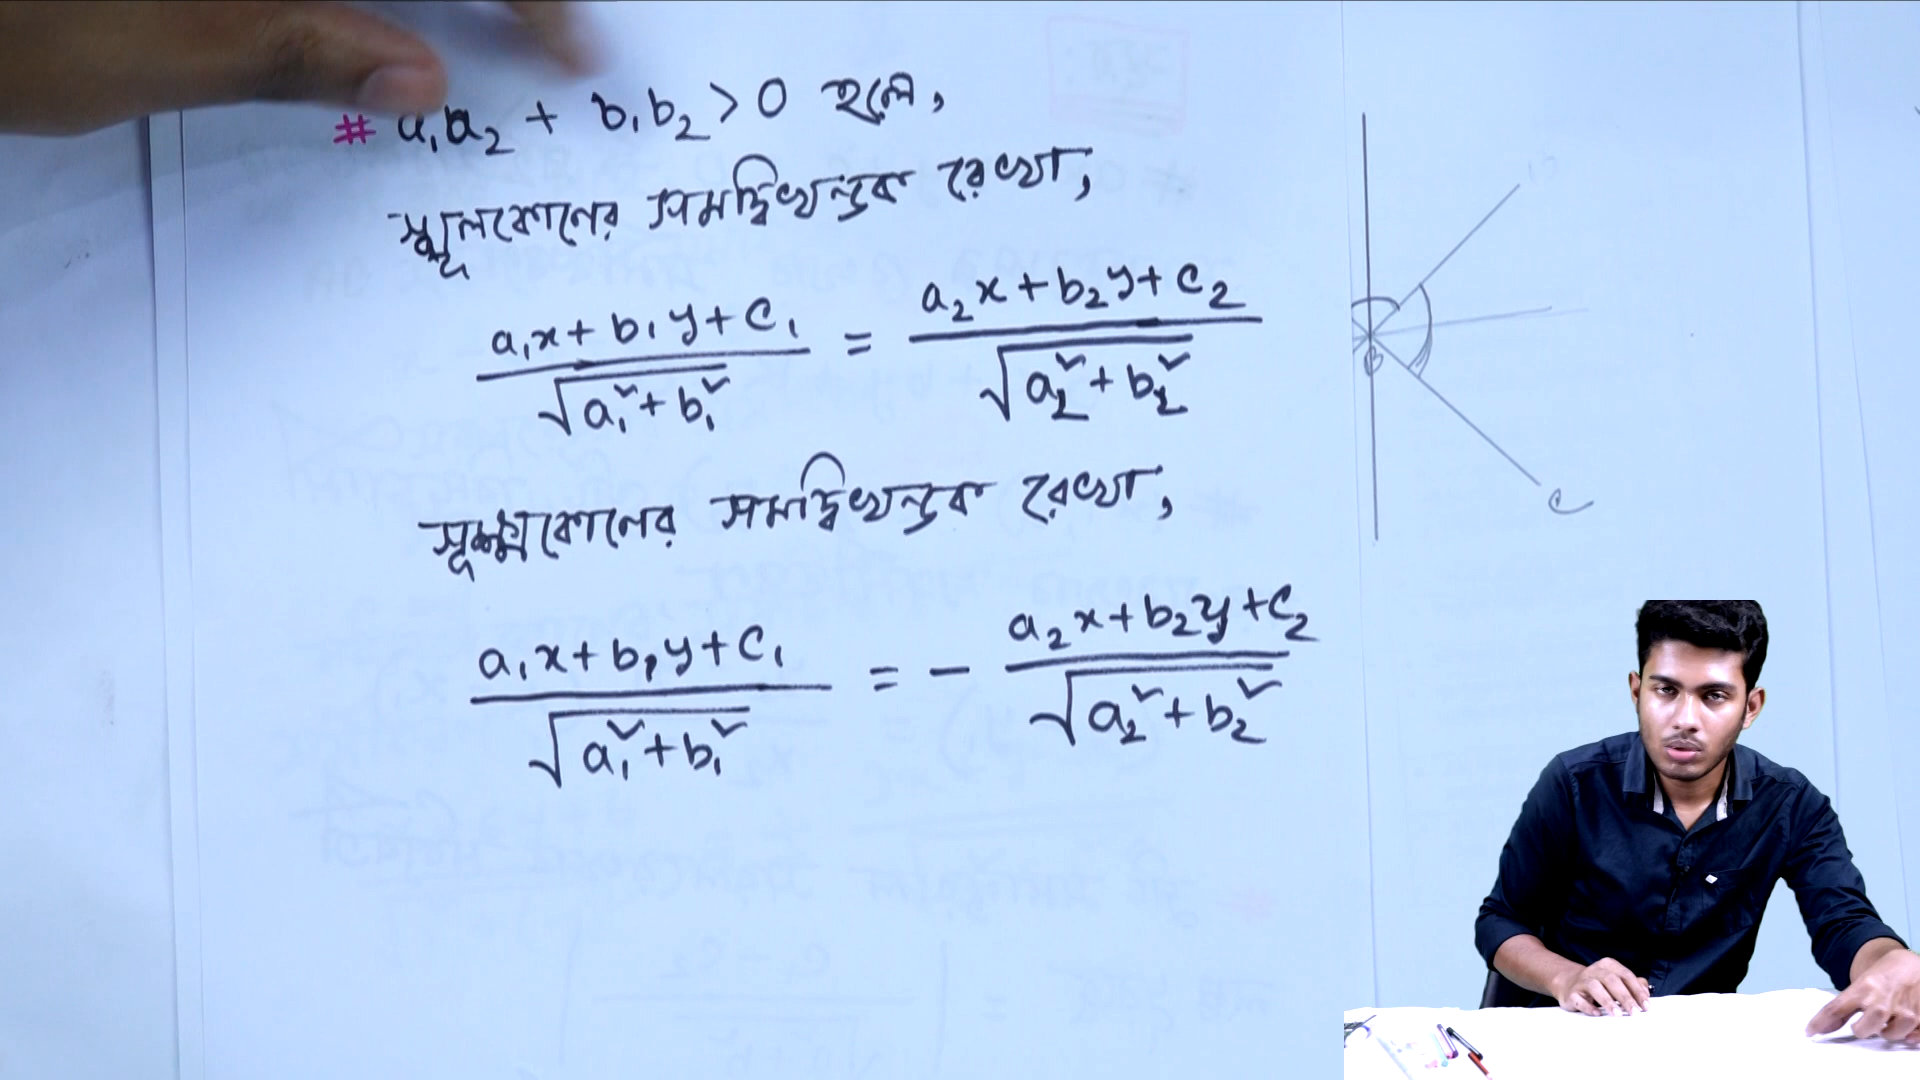 # a₁a₂ + b₁b₂ > 0 হলে,
স্থূলকোনের সমদ্বিখন্ডক রেখা,
(a₁x + b₁y + c₁) / √(a₁² + b₁²) = (a₂x + b₂y + c₂) / √(a₂² + b₂²)
সূক্ষ্মকোনের সমদ্বিখন্ডক রেখা,
(a₁x + b₁y + c₁) / √(a₁² + b₁²) = - (a₂x + b₂y + c₂) / √(a₂² + b₂²)
B
C